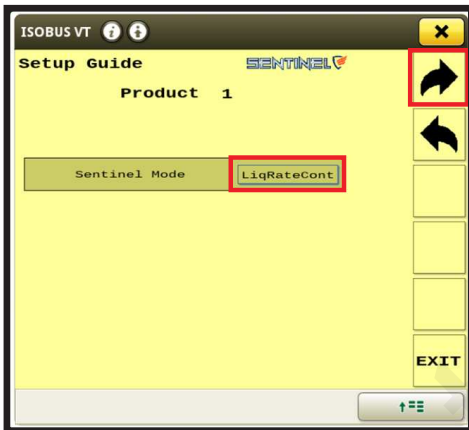 ISOBUS VT
Setup Guide SENTINEL
Product 1
Sentinel Mode LiqRateCont
EXIT